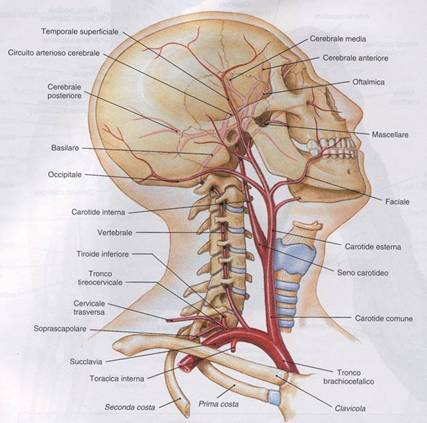 Temporale superficiale
Circuito arterioso cerebrale
Cerebrale
posteriore
Basilare
Occipitale
Carotide interna
Vertebrale
Tiroide inferiore
Tronco
tireocervicale
Cervicale
trasversa
Soprascapolare
Succlavia
Toracica interna
Seconda costa
Prima costa
Clavicola
Cerebrale media
Cerebrale anteriore
Oftalmica
Mascellare
Faciale
Carotide esterna
Seno carotideo
Carotide comune
Tronco
brachiocefalico